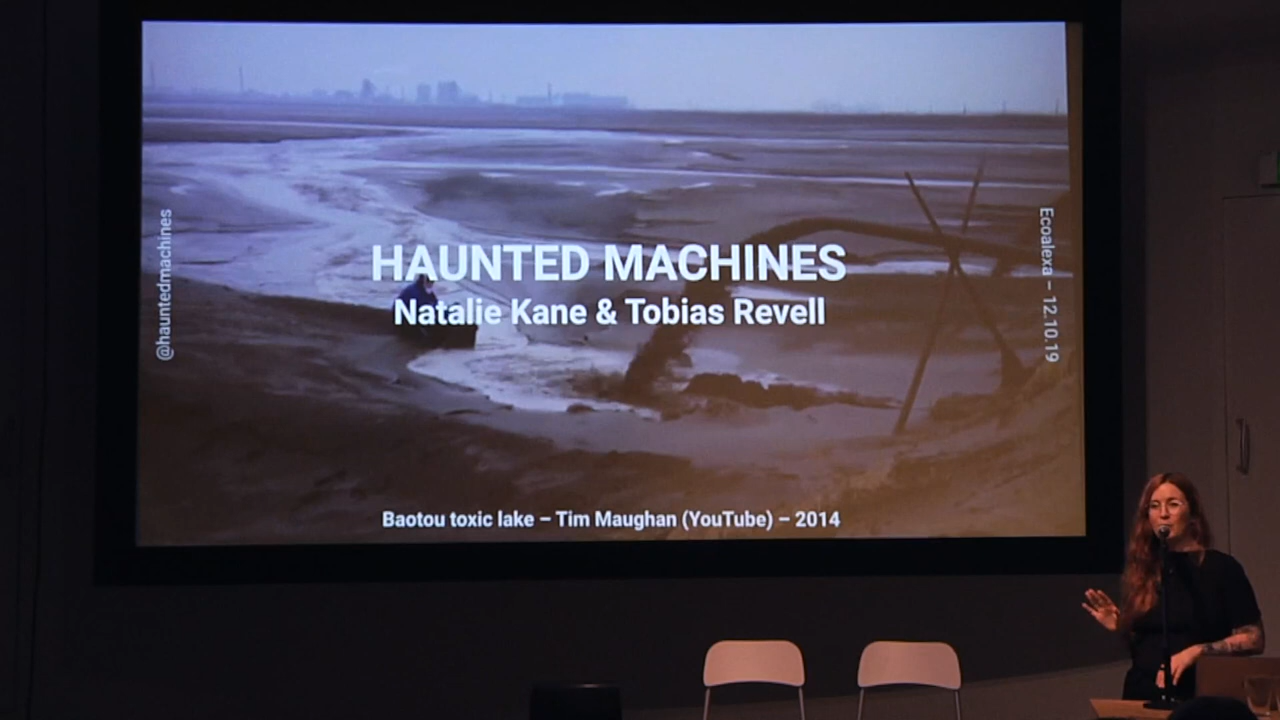 HAUNTED MACHINES
Natalie Kane & Tobias Revell
@hauntedmachines
Ecoalexa – 12.10.19
Baotou toxic lake – Tim Maughan (YouTube) – 2014